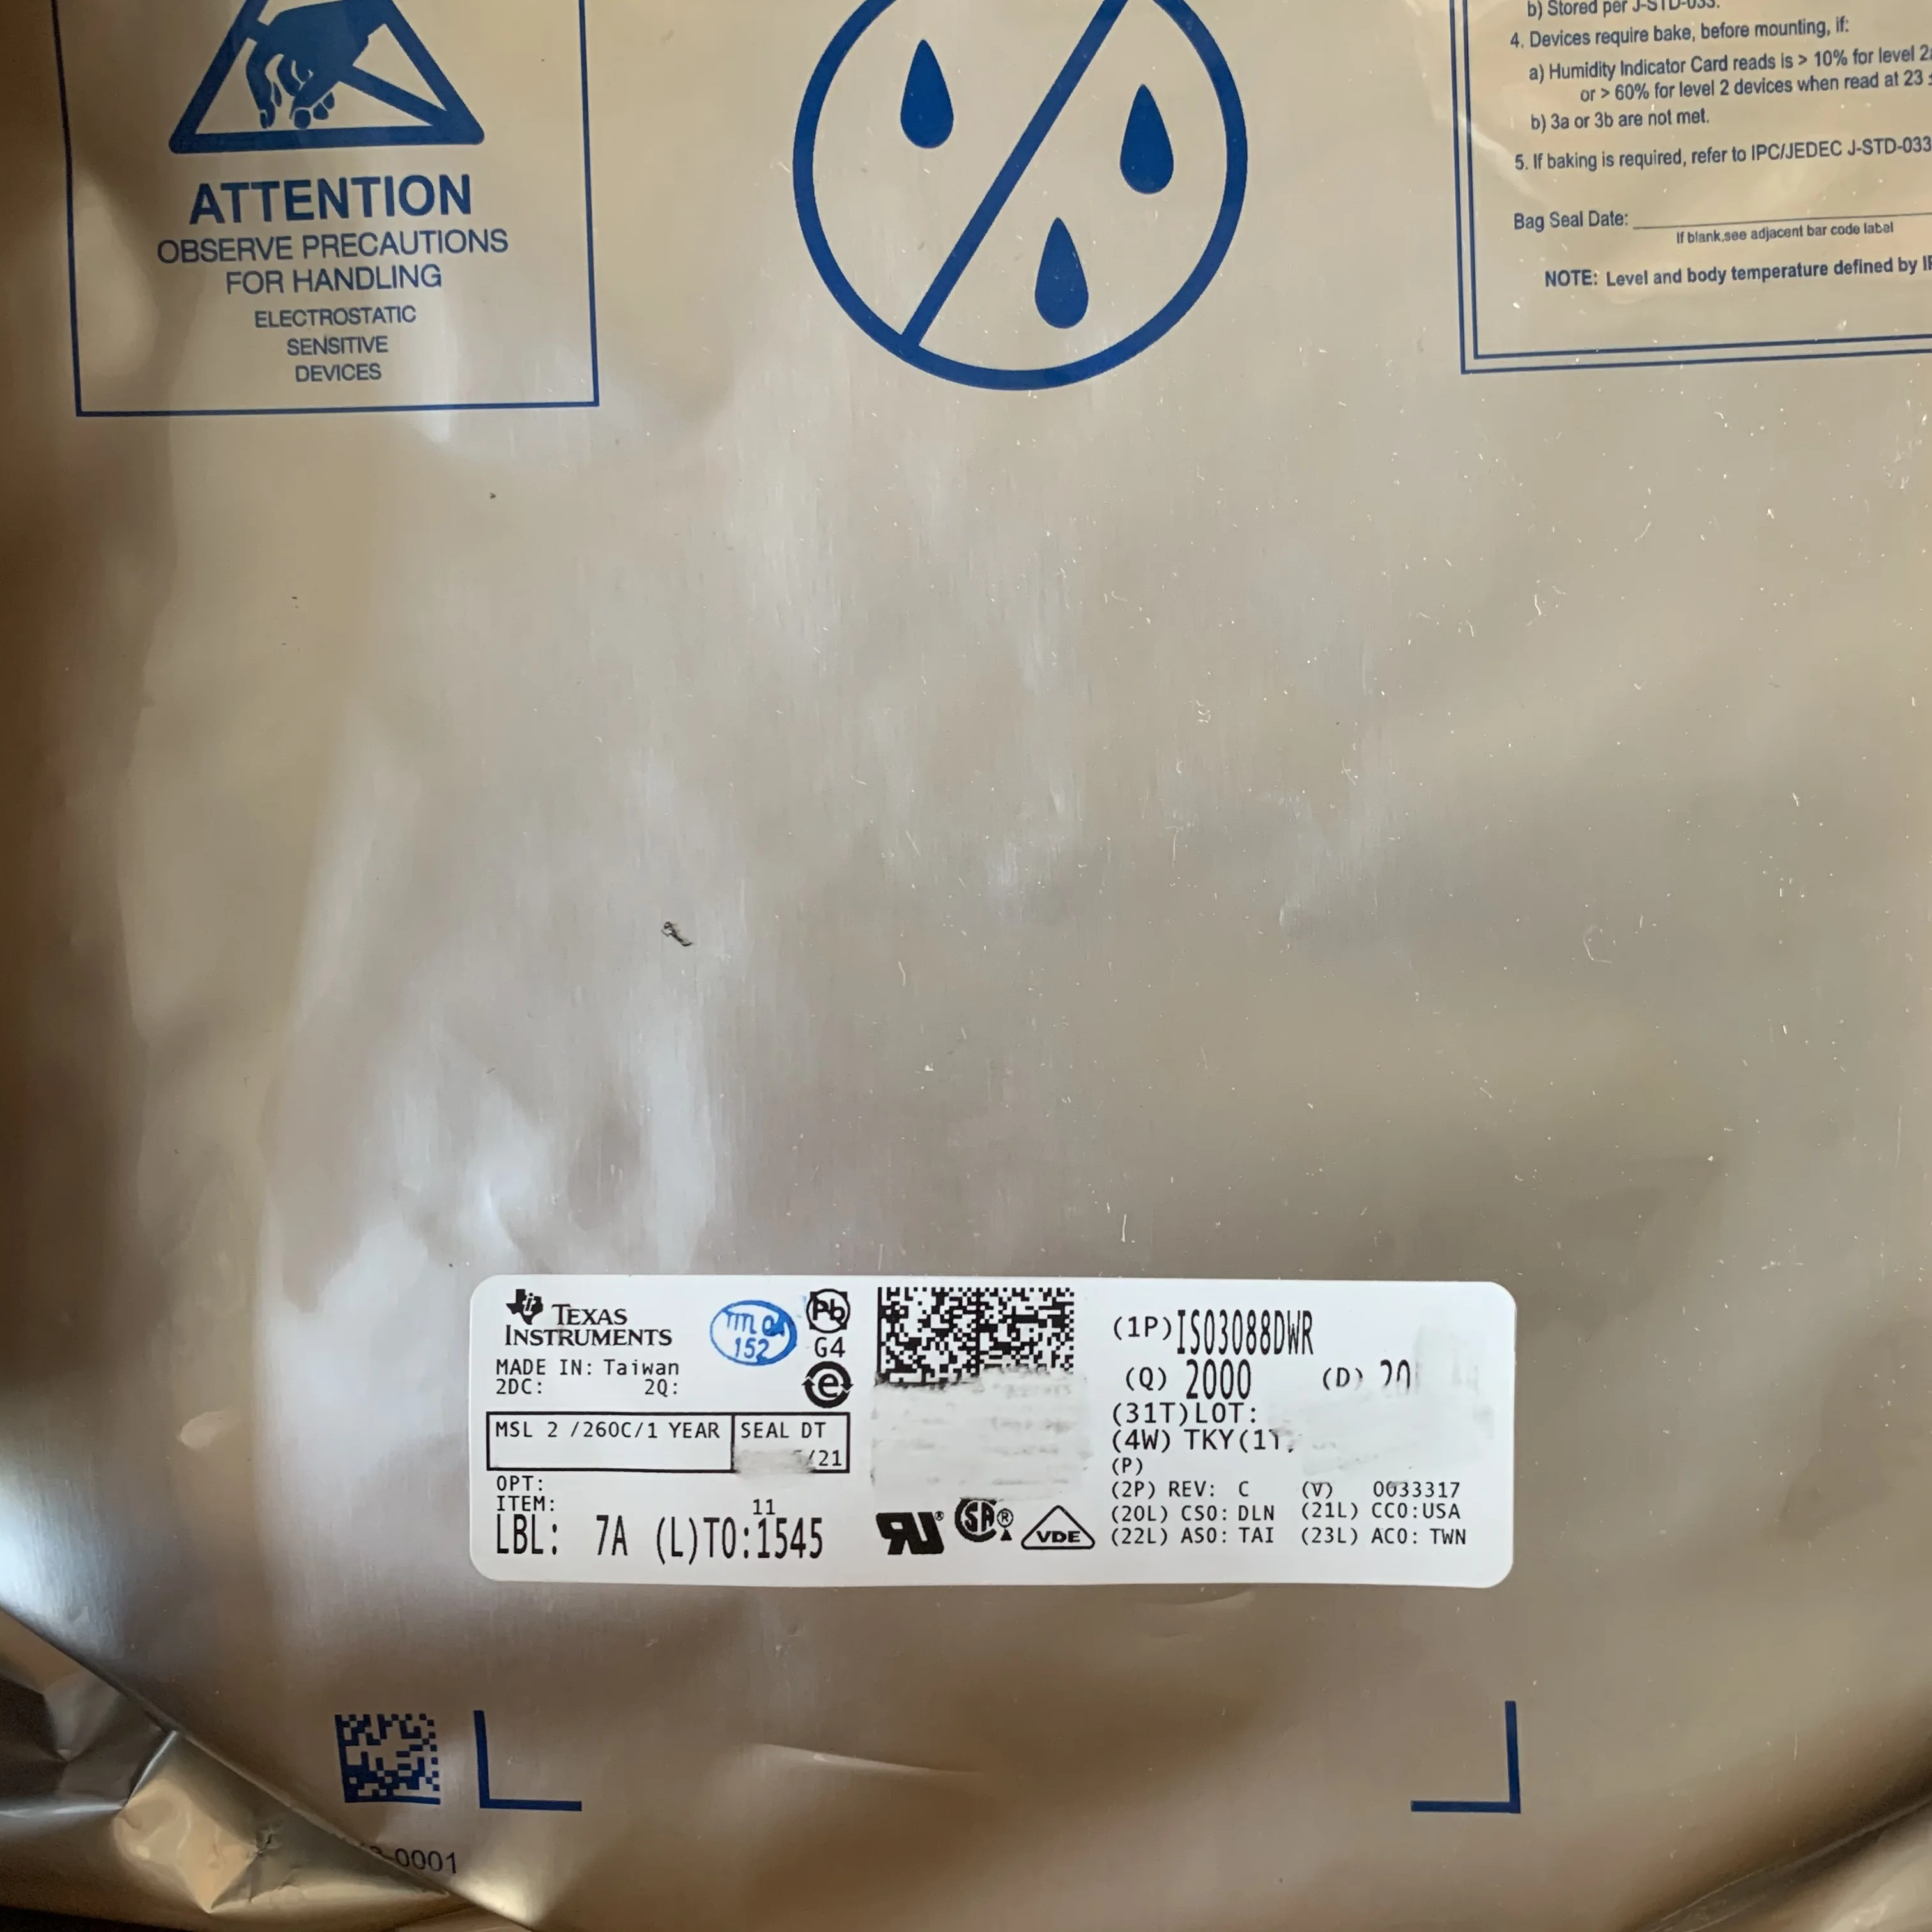 ATTENTION
OBSERVE PRECAUTIONS
FOR HANDLING
ELECTROSTATIC
SENSITIVE
DEVICES
b) Stored per J-STD-033.
4. Devices require bake, before mounting, if:
a) Humidity Indicator Card reads is > 10% for level 2
or > 60% for level 2 devices when read at 23 ±
b) 3a or 3b are not met.
5. If baking is required, refer to IPC/JEDEC J-STD-033
Bag Seal Date:
If blank,see adjacent bar code label
NOTE: Level and body temperature defined by
TEXAS
INSTRUMENTS
MADE IN: Taiwan
2DC: 2Q:
152
Pb
G4
e
MSL 2 /260C/1 YEAR
SEAL DT
/21
OPT:
ITEM:
11
LBL: 7A (L)TO:1545
SA
VDE
(1P)ISO3088DWR
(Q) 2000 (D) 20
(31T)LOT:
(4W) TKY(1T
(P)
(2P) REV: C (V) 0033317
(20L) CSO: DLN (21L) CCO:USA
(22L) ASO: TAI (23L) ACO: TWN
-0001